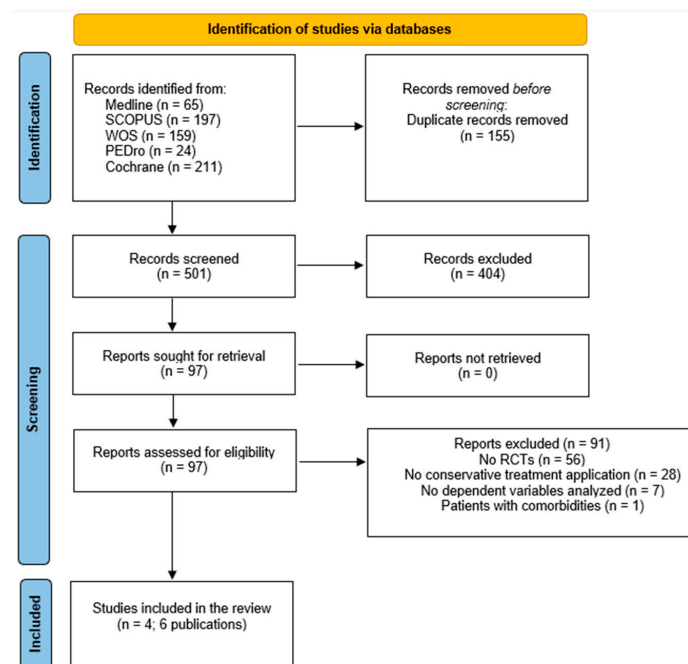 Identification of studies via databases
Identification
Records identified from:
Medline (n = 65)
SCOPUS (n = 197)
WOS (n = 159)
PEDro (n = 24)
Cochrane (n = 211)
Records removed before
screening:
Duplicate records removed
(n = 155)
Screening
Records screened
(n = 501)
Records excluded
(n = 404)
Reports sought for retrieval
(n = 97)
Reports not retrieved
(n = 0)
Reports assessed for eligibility
(n = 97)
Reports excluded (n = 91)
No RCTs (n = 56)
No conservative treatment application (n = 28)
No dependent variables analyzed (n = 7)
Patients with comorbidities (n = 1)
Included
Studies included in the review
(n = 4; 6 publications)